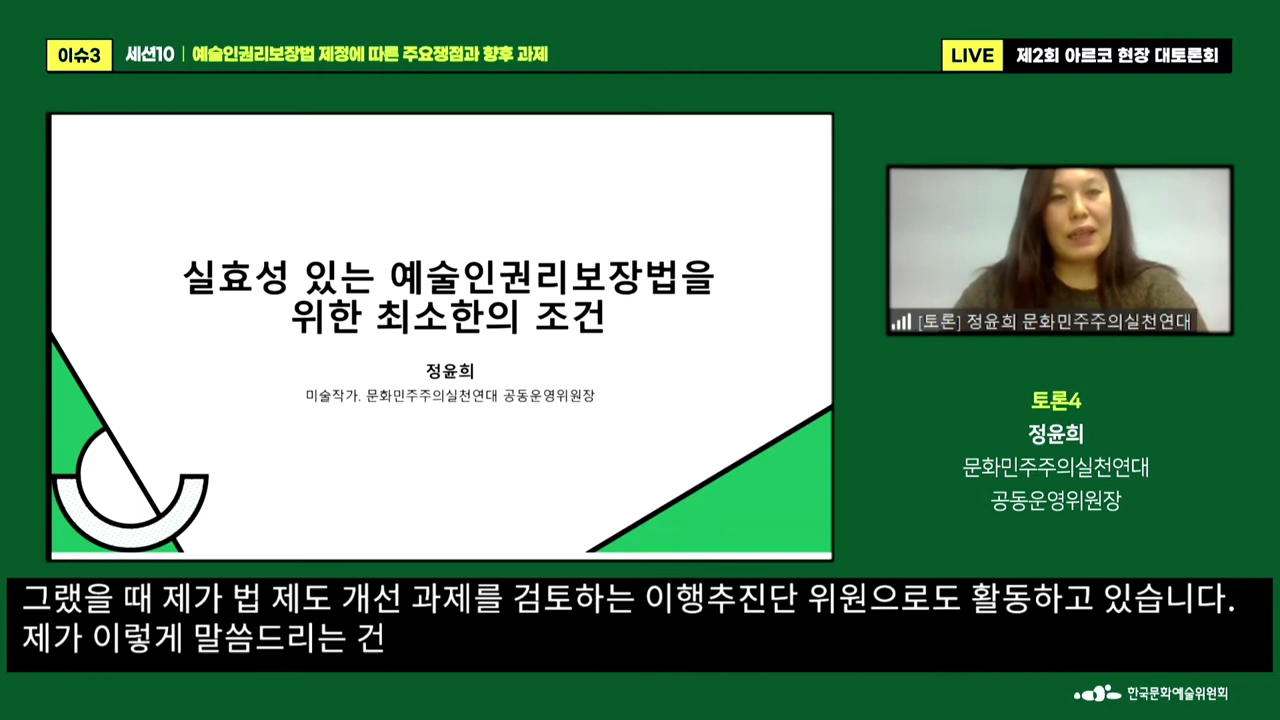 이슈3 세션10 | 예술인권리보장법 제정에 따른 주요쟁점과 향후 과제
LIVE 제2회 아르코 현장 대토론회
실효성 있는 예술인권리보장법을
위한 최소한의 조건
정윤희
미술작가. 문화민주주의실천연대 공동운영위원장
[토론] 정윤희 문화민주주의실천연대
토론4
정윤희
문화민주주의실천연대
공동운영위원장
그랬을 때 제가 법 제도 개선 과제를 검토하는 이행추진단 위원으로도 활동하고 있습니다.
제가 이렇게 말씀드리는 건
한국문화예술위원회